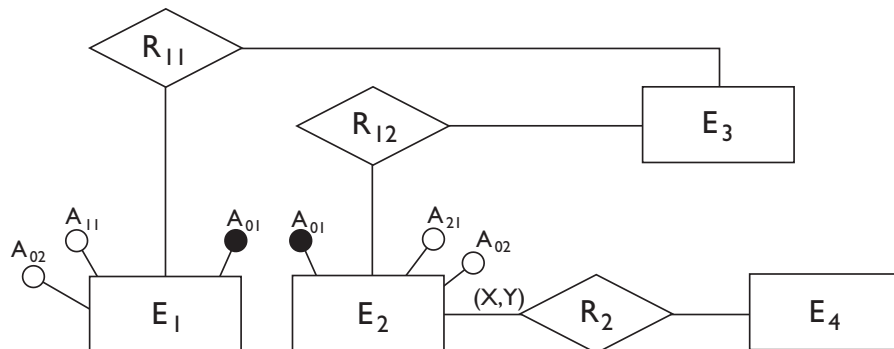 R₁₁
R₁₂
E₃
A₁₁
A₀₁
A₀₁
A₂₁
A₀₂
A₀₂
E₁
E₂
(X,Y)
R₂
E₄